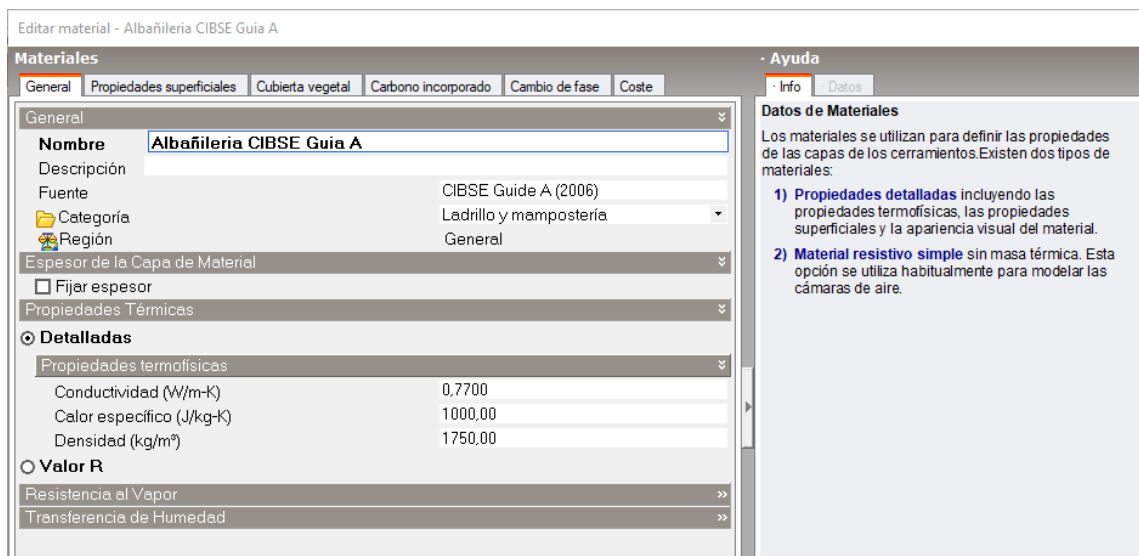 Editar material - Albañileria CIBSE Guia A
Materiales
General Propiedades superficiales Cubierta vegetal Carbono incorporado Cambio de fase Coste
General
Nombre Albañileria CIBSE Guia A
Descripción
Fuente CIBSE Guide A (2006)
Categoría Ladrillo y mampostería
Región General
Espesor de la Capa de Material
Fijar espesor
Propiedades Térmicas
Detalladas
Propiedades termofísicas
Conductividad (W/m-K) 0,7700
Calor específico (J/kg-K) 1000,00
Densidad (kg/m³) 1750,00
Valor R
Resistencia al Vapor
Transferencia de Humedad
· Ayuda
· Info · Datos
Datos de Materiales
Los materiales se utilizan para definir las propiedades
de las capas de los cerramientos.Existen dos tipos de
materiales:
1) Propiedades detalladas incluyendo las
propiedades termofísicas, las propiedades
superficiales y la apariencia visual del material.
2) Material resistivo simple sin masa térmica. Esta
opción se utiliza habitualmente para modelar las
cámaras de aire.